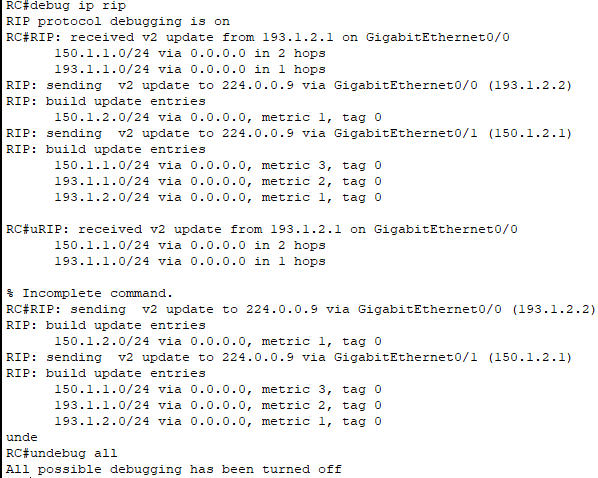 RC#debug ip rip
RIP protocol debugging is on
RC#RIP: received v2 update from 193.1.2.1 on GigabitEthernet0/0
      150.1.1.0/24 via 0.0.0.0 in 2 hops
      193.1.1.0/24 via 0.0.0.0 in 1 hops
RIP: sending  v2 update to 224.0.0.9 via GigabitEthernet0/0 (193.1.2.2)
RIP: build update entries
      150.1.2.0/24 via 0.0.0.0, metric 1, tag 0
RIP: sending  v2 update to 224.0.0.9 via GigabitEthernet0/1 (150.1.2.1)
RIP: build update entries
      150.1.1.0/24 via 0.0.0.0, metric 3, tag 0
      193.1.1.0/24 via 0.0.0.0, metric 2, tag 0
      193.1.2.0/24 via 0.0.0.0, metric 1, tag 0

RC#uRIP: received v2 update from 193.1.2.1 on GigabitEthernet0/0
      150.1.1.0/24 via 0.0.0.0 in 2 hops
      193.1.1.0/24 via 0.0.0.0 in 1 hops

% Incomplete command.
RC#RIP: sending  v2 update to 224.0.0.9 via GigabitEthernet0/0 (193.1.2.2)
RIP: build update entries
      150.1.2.0/24 via 0.0.0.0, metric 1, tag 0
RIP: sending  v2 update to 224.0.0.9 via GigabitEthernet0/1 (150.1.2.1)
RIP: build update entries
      150.1.1.0/24 via 0.0.0.0, metric 3, tag 0
      193.1.1.0/24 via 0.0.0.0, metric 2, tag 0
      193.1.2.0/24 via 0.0.0.0, metric 1, tag 0
unde
RC#undebug all
All possible debugging has been turned off